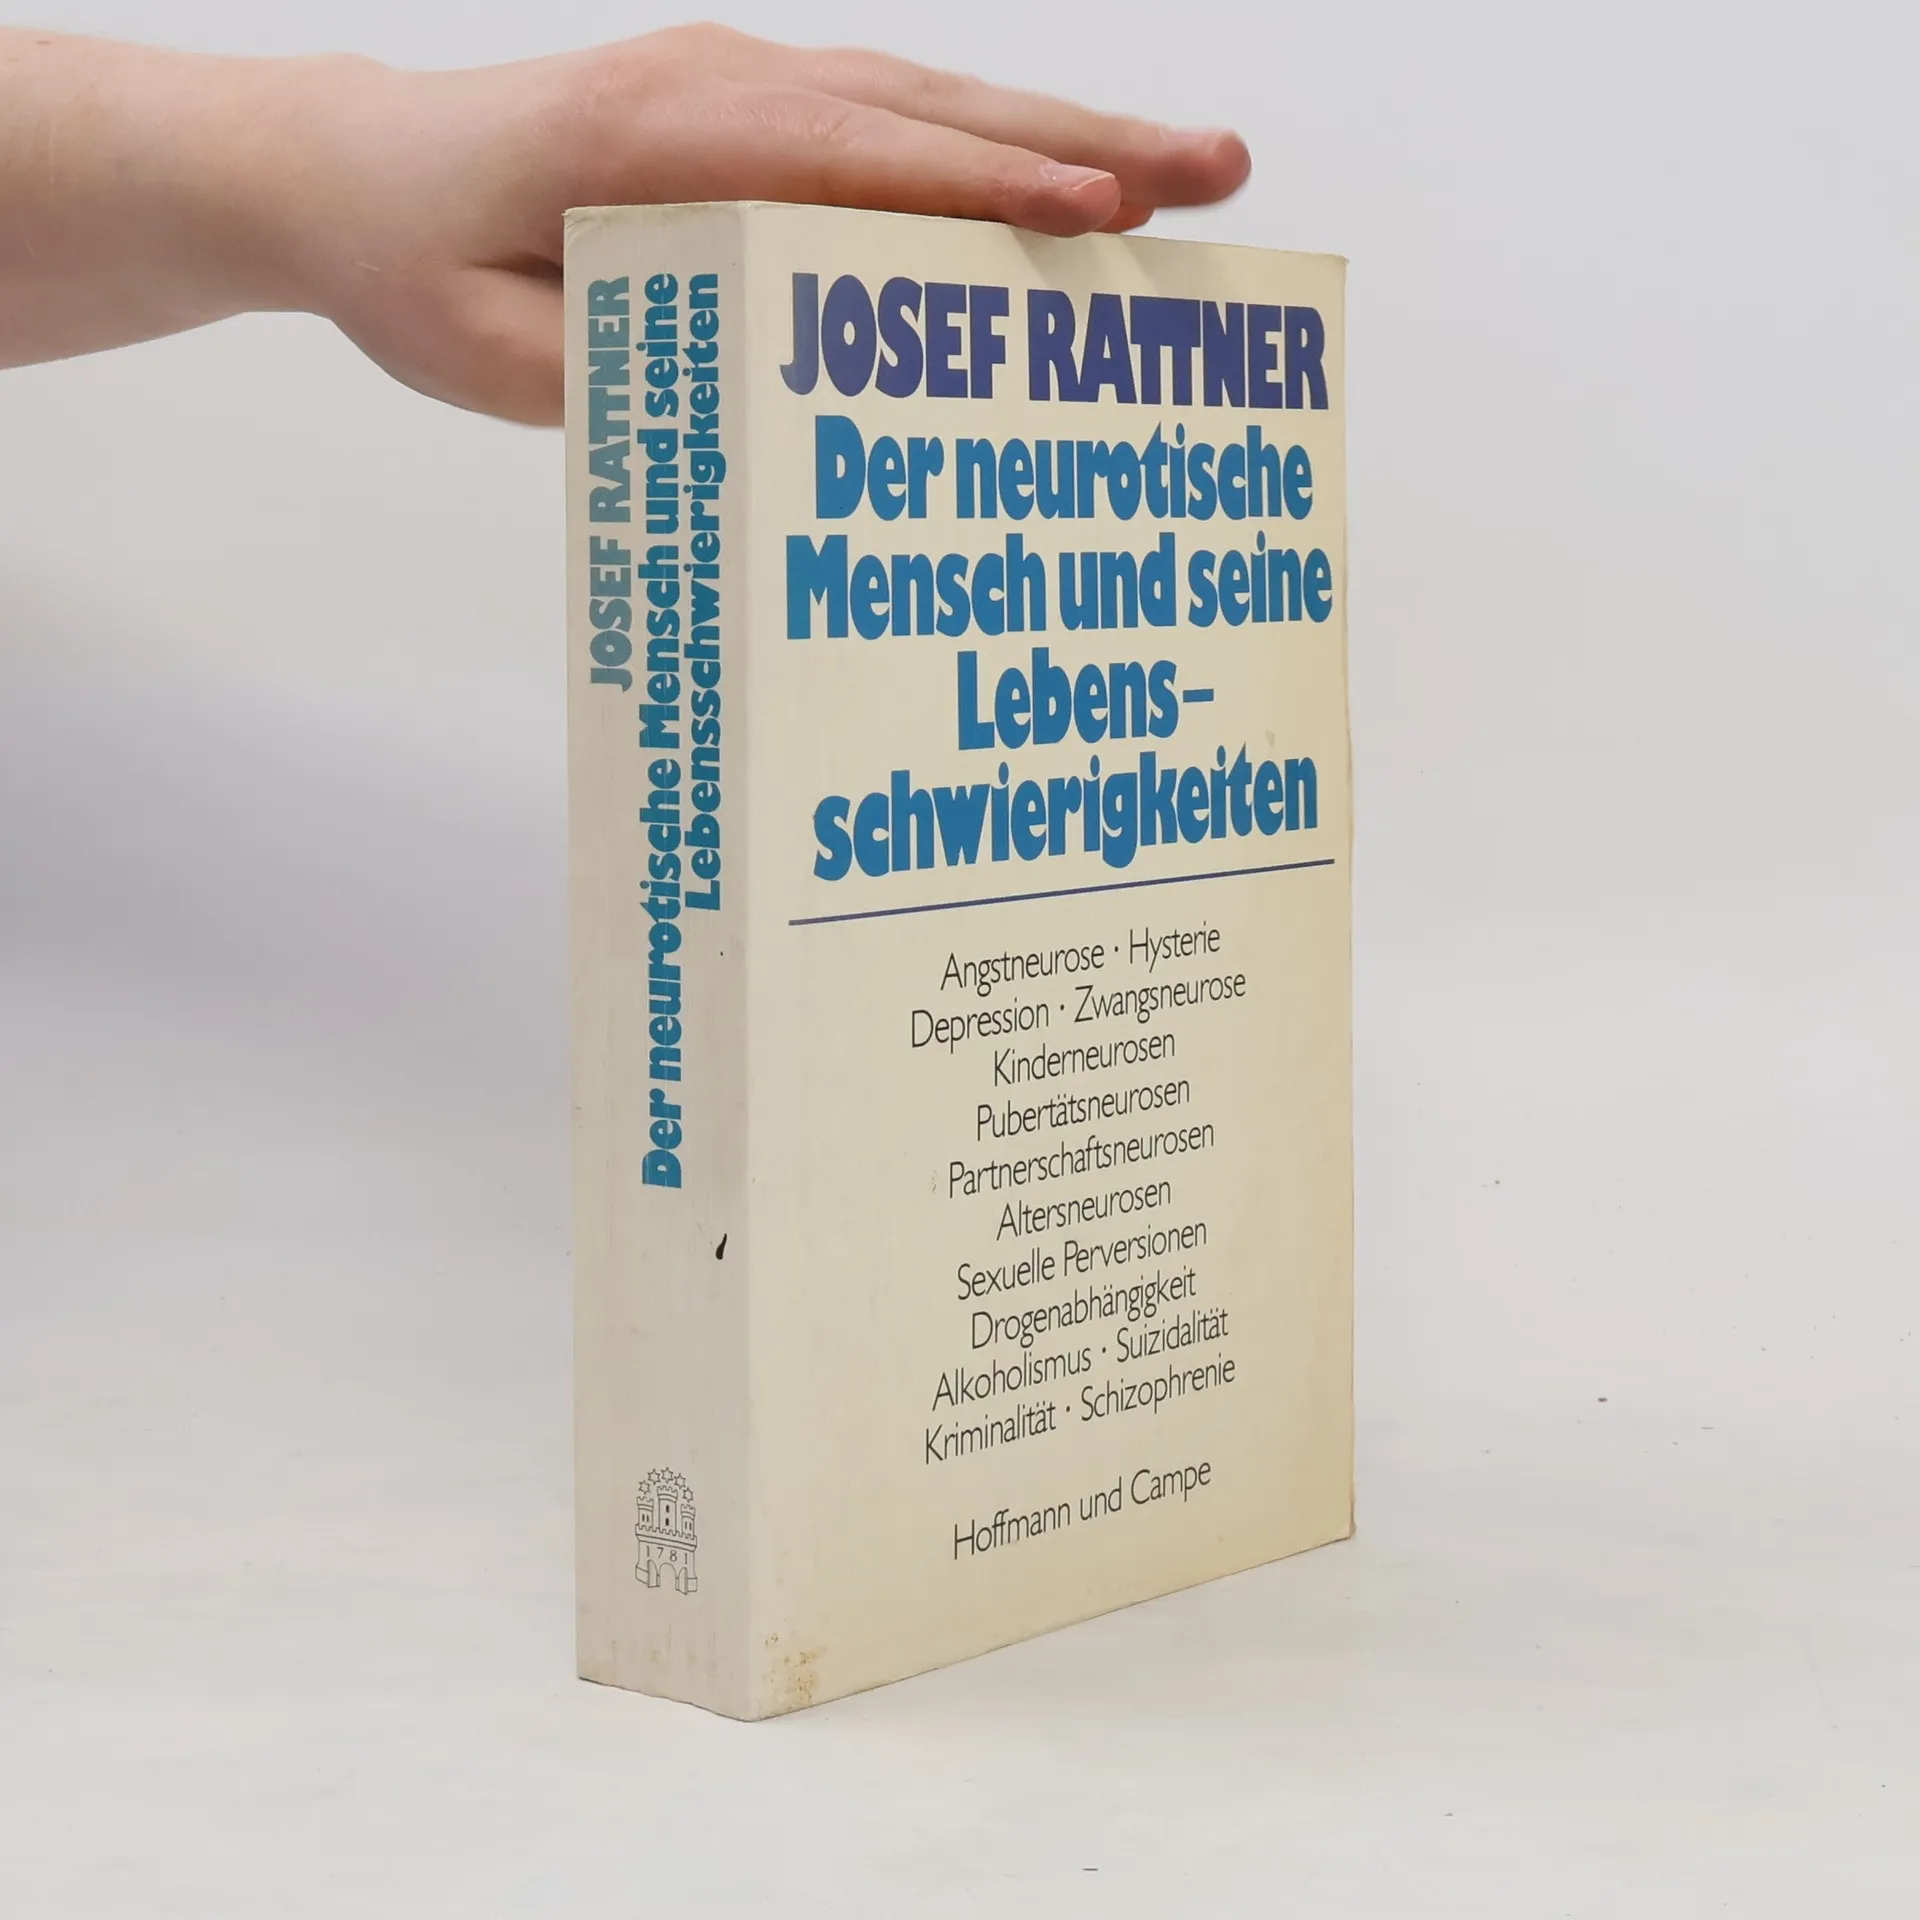 JOSEF RATTNER
Der neurotische Mensch und seine
Lebensschwierigkeiten
1781
JOSEF RATTNER
Der neurotische
Mensch und seine
Lebens-
schwierigkeiten
Angstneurose · Hysterie
Depression · Zwangsneurose
Kinderneurosen
Pubertätsneurosen
Partnerschaftsneurosen
Altersneurosen
Sexuelle Perversionen
Drogenabhängigkeit
Alkoholismus · Suizidalität
Kriminalität · Schizophrenie
Hoffmann und Campe